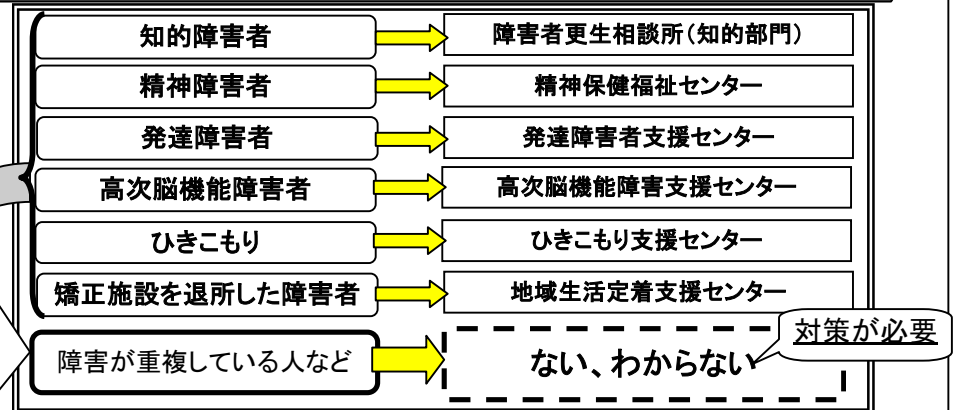 知的障害者
障害者更生相談所(知的部門)
精神障害者
精神保健福祉センター
発達障害者
発達障害者支援センター
高次脳機能障害者
高次脳機能障害支援センター
ひきこもり
ひきこもり支援センター
矯正施設を退所した障害者
地域生活定着支援センター
対策が必要
障害が重複している人など
ない、わからない